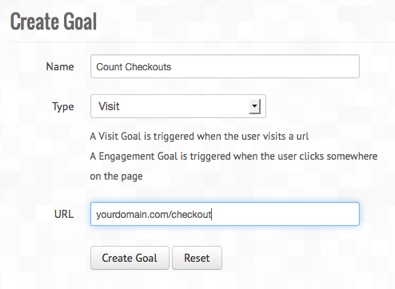 Create Goal
Name Count Checkouts
Type Visit
A Visit Goal is triggered when the user visits a url
A Engagement Goal is triggered when the user clicks somewhere
on the page
URL yourdomain.com/checkout
Create Goal Reset